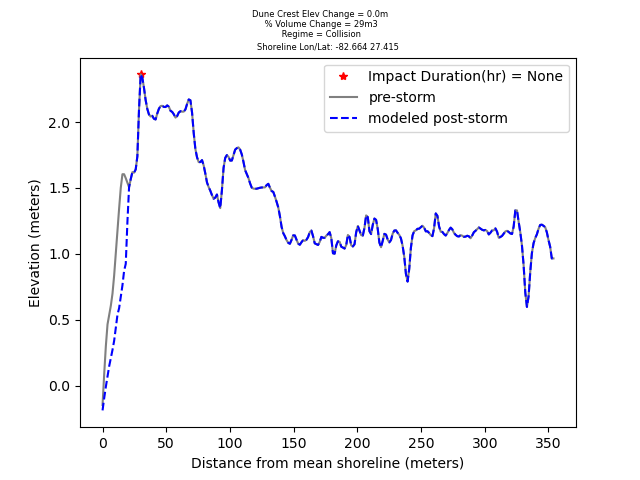 Dune Crest Elev Change = 0.0m
% Volume Change = 29m3
Regime = Collision
Shoreline Lon/Lat: -82.664 27.415
Impact Duration(hr) = None
pre-storm
modeled post-storm
Elevation (meters)
2.0
1.5
1.0
0.5
0.0
0 50 100 150 200 250 300 350
Distance from mean shoreline (meters)